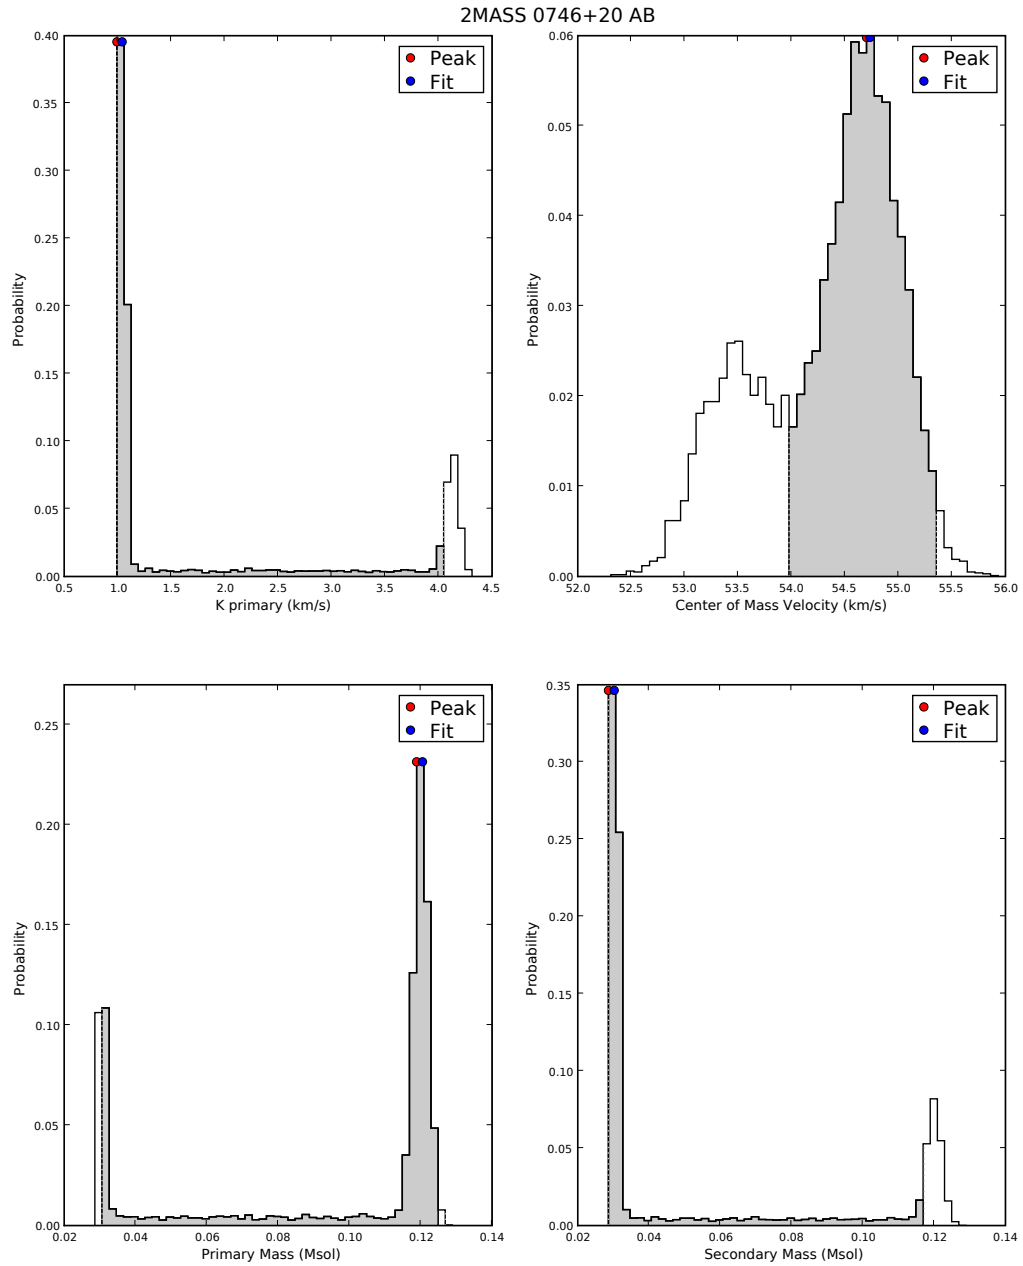 2MASS 0746+20 AB
0.40
0.35
0.30
0.25
0.20
0.15
0.10
0.05
0.00
Probability
Peak
Fit
0.5 1.0 1.5 2.0 2.5 3.0 3.5 4.0 4.5
K primary (km/s)
0.06
0.05
0.04
0.03
0.02
0.01
0.00
Probability
Peak
Fit
52.0 52.5 53.0 53.5 54.0 54.5 55.0 55.5 56.0
Center of Mass Velocity (km/s)
0.25
0.20
0.15
0.10
0.05
0.00
Probability
Peak
Fit
0.02 0.04 0.06 0.08 0.10 0.12 0.14
Primary Mass (Msol)
0.35
0.30
0.25
0.20
0.15
0.10
0.05
0.00
Probability
Peak
Fit
0.02 0.04 0.06 0.08 0.10 0.12 0.14
Secondary Mass (Msol)